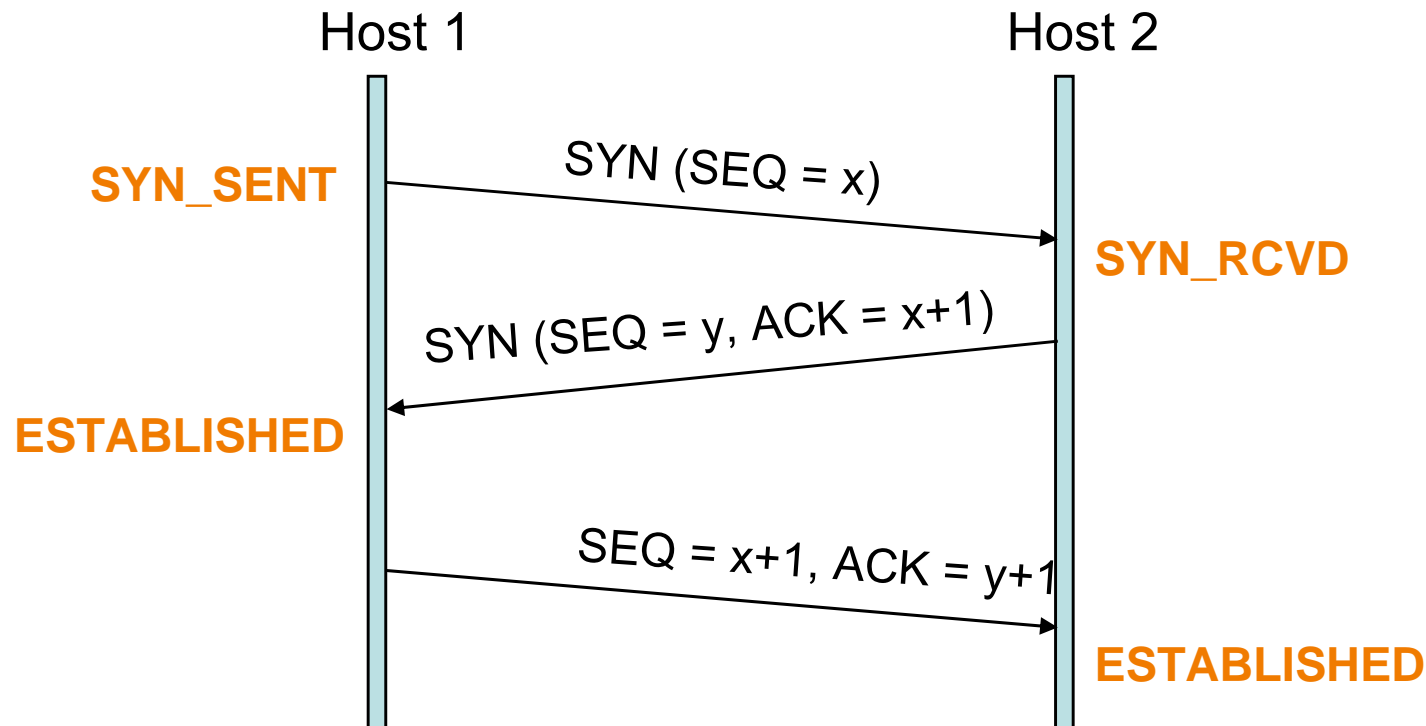 Host 1
Host 2
SYN_SENT
SYN (SEQ = x)
SYN_RCVD
SYN (SEQ = y, ACK = x+1)
ESTABLISHED
SEQ = x+1, ACK = y+1
ESTABLISHED